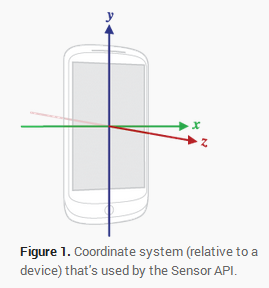 y
x
z
Figure 1. Coordinate system (relative to a
device) that's used by the Sensor API.